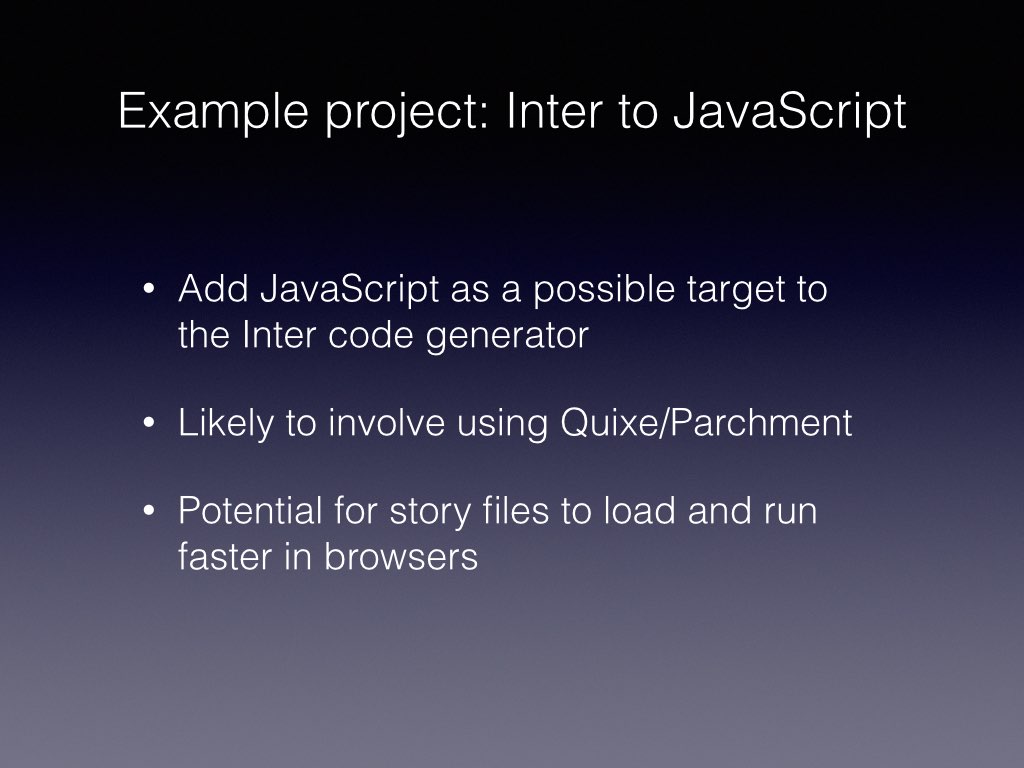 Example project: Inter to JavaScript
• Add JavaScript as a possible target to
the Inter code generator
• Likely to involve using Quixe/Parchment
• Potential for story files to load and run
faster in browsers